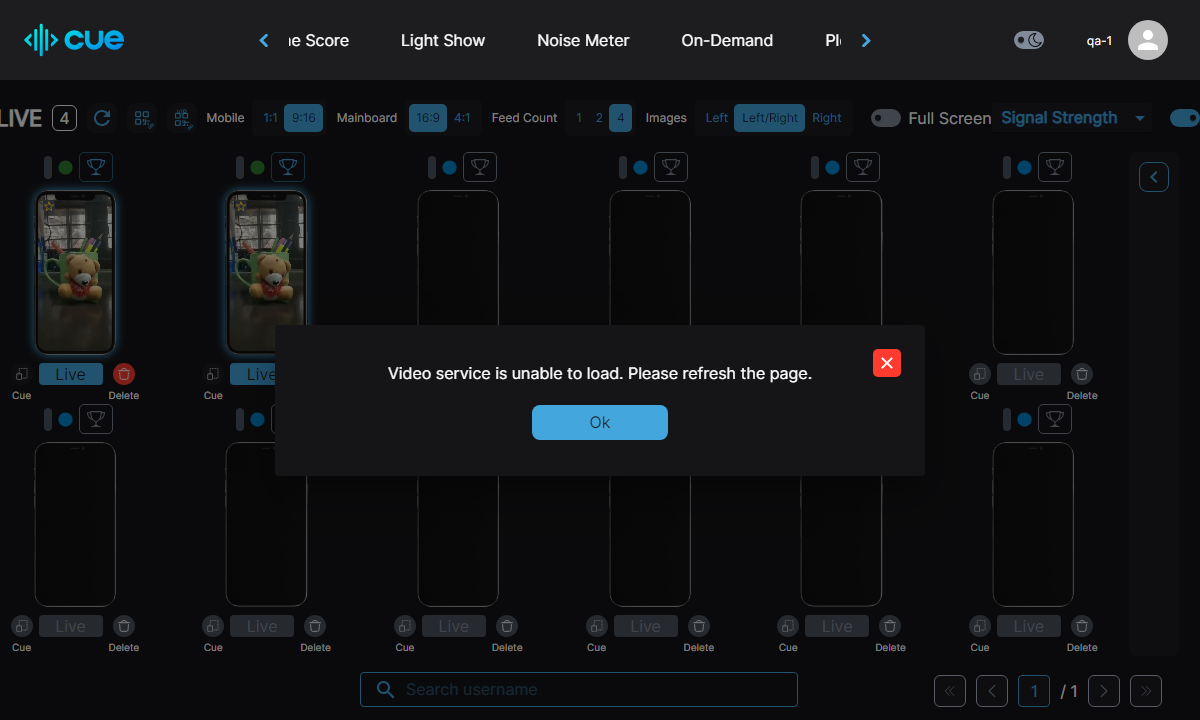 CUE
ne Score Light Show Noise Meter On-Demand
qa-1
LIVE 4 Mobile 1:1 9:16 Mainboard 16:9 4:1 Feed Count 1 2 4 Images Left Left/Right Right Full Screen Signal Strength
Live Live Live
Cue Delete Cue Cue Delete
Video service is unable to load. Please refresh the page.
Ok
Live Live Live Live Live Live
Cue Delete Cue Delete Cue Delete Cue Delete Cue Delete Cue Delete
Search username
1 / 1